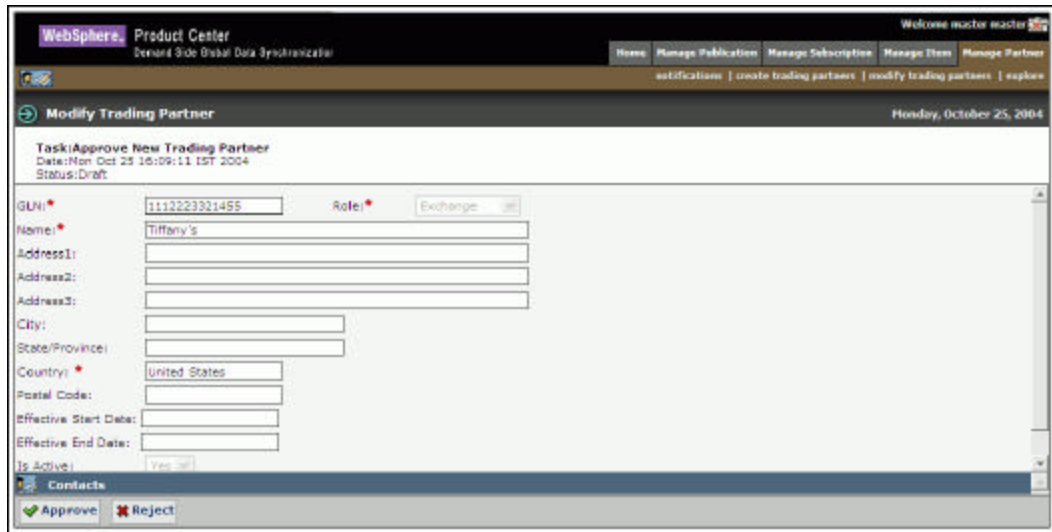 WebSphere. Product Center
Welcome master master
Demand Side Global Data Synchronization
Home Manage Publication Manage Subscription Manage Item Manage Partner
notifications | create trading partners | modify trading partners | explore
Modify Trading Partner Monday, October 25, 2004
Task:Approve New Trading Partner
Date:Mon Oct 25 16:09:11 IST 2004
Status:Draft
GLN:* 1112223321455 Role:* Exchange
Name:* Tiffany's
Address1:
Address2:
Address3:
City:
State/Province:
Country: * United States
Postal Code:
Effective Start Date:
Effective End Date:
Is Active: Yes
Contacts
Approve Reject